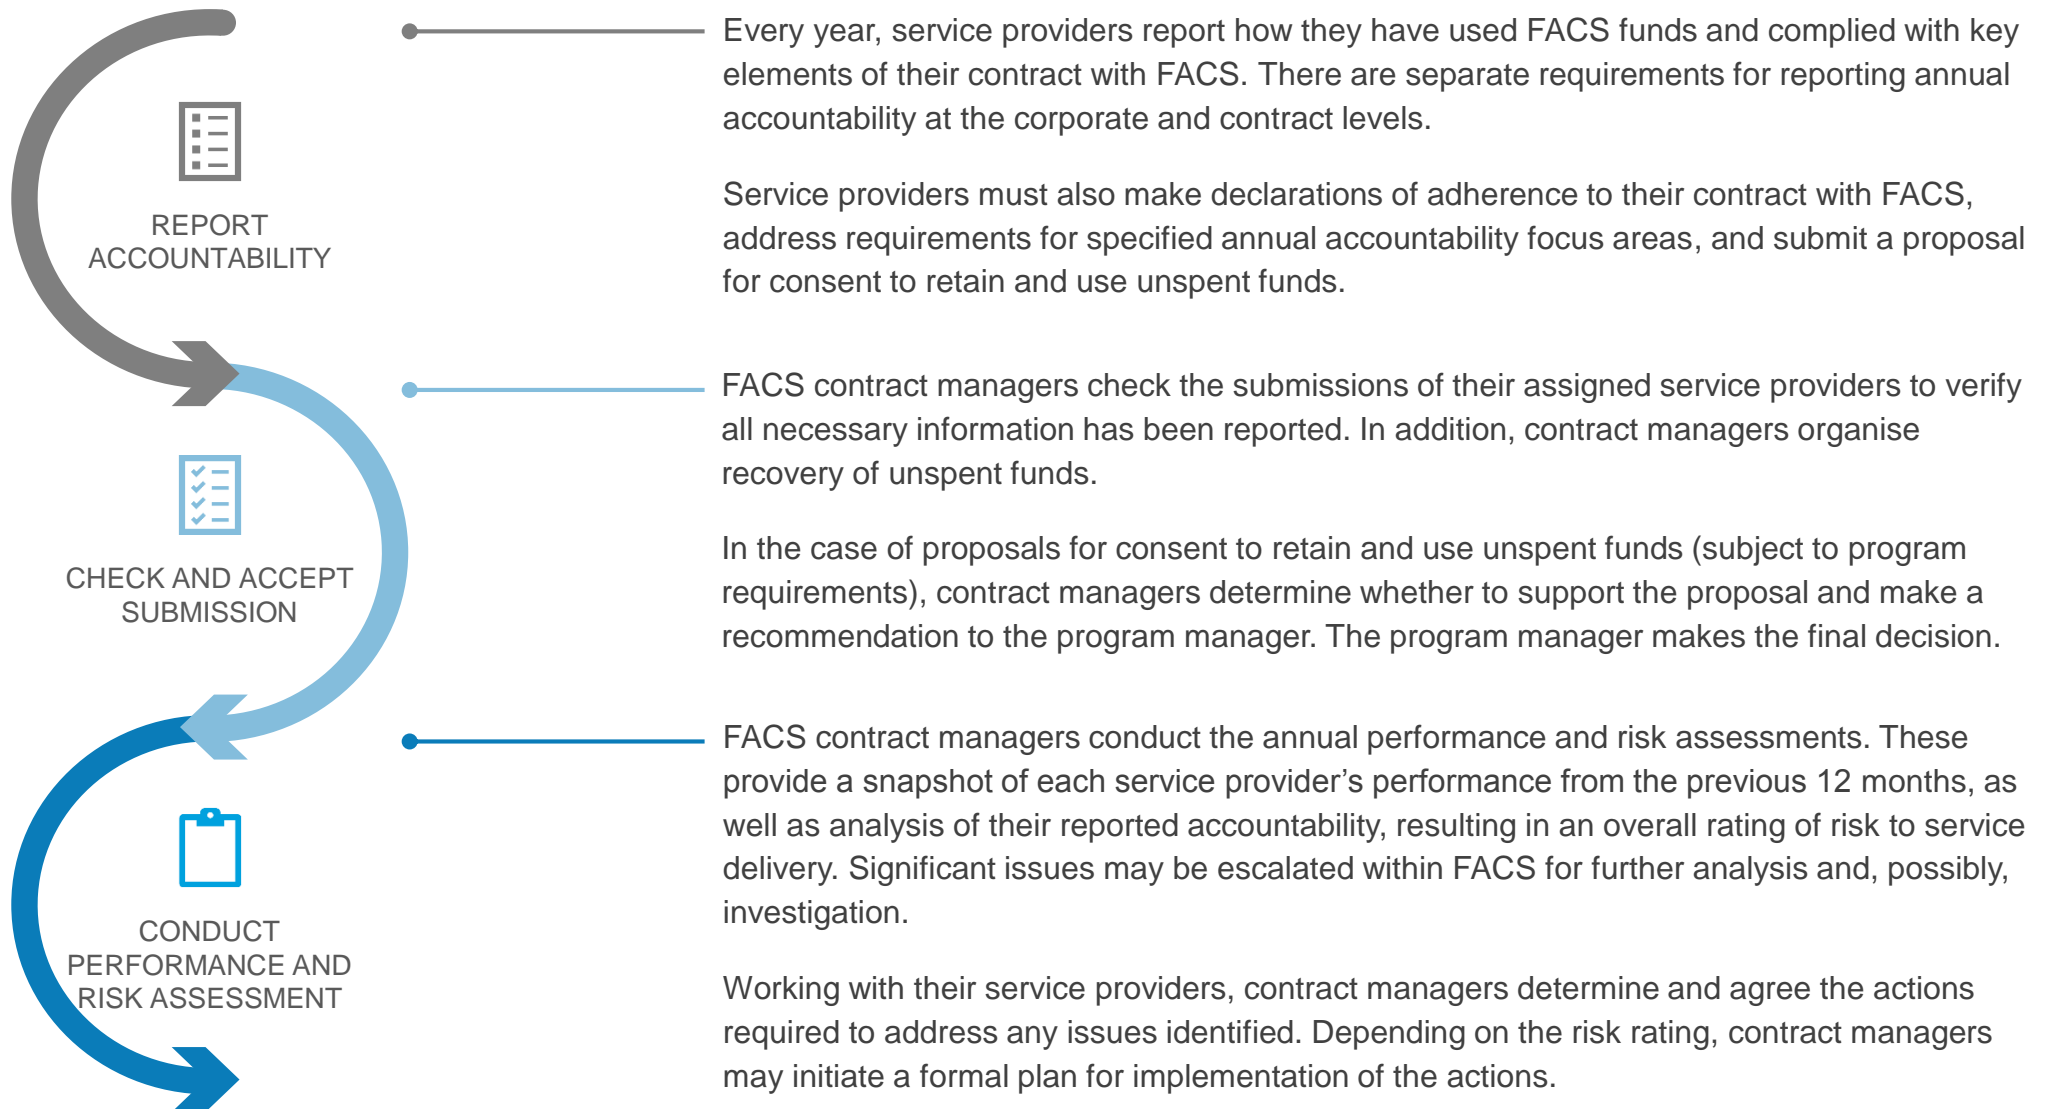 REPORT
ACCOUNTABILITY
Every year, service providers report how they have used FACS funds and complied with key
elements of their contract with FACS. There are separate requirements for reporting annual
accountability at the corporate and contract levels.
Service providers must also make declarations of adherence to their contract with FACS,
address requirements for specified annual accountability focus areas, and submit a proposal
for consent to retain and use unspent funds.
CHECK AND ACCEPT
SUBMISSION
FACS contract managers check the submissions of their assigned service providers to verify
all necessary information has been reported. In addition, contract managers organise
recovery of unspent funds.
In the case of proposals for consent to retain and use unspent funds (subject to program
requirements), contract managers determine whether to support the proposal and make a
recommendation to the program manager. The program manager makes the final decision.
CONDUCT
PERFORMANCE AND
RISK ASSESSMENT
FACS contract managers conduct the annual performance and risk assessments. These
provide a snapshot of each service provider’s performance from the previous 12 months, as
well as analysis of their reported accountability, resulting in an overall rating of risk to service
delivery. Significant issues may be escalated within FACS for further analysis and, possibly,
investigation.
Working with their service providers, contract managers determine and agree the actions
required to address any issues identified. Depending on the risk rating, contract managers
may initiate a formal plan for implementation of the actions.